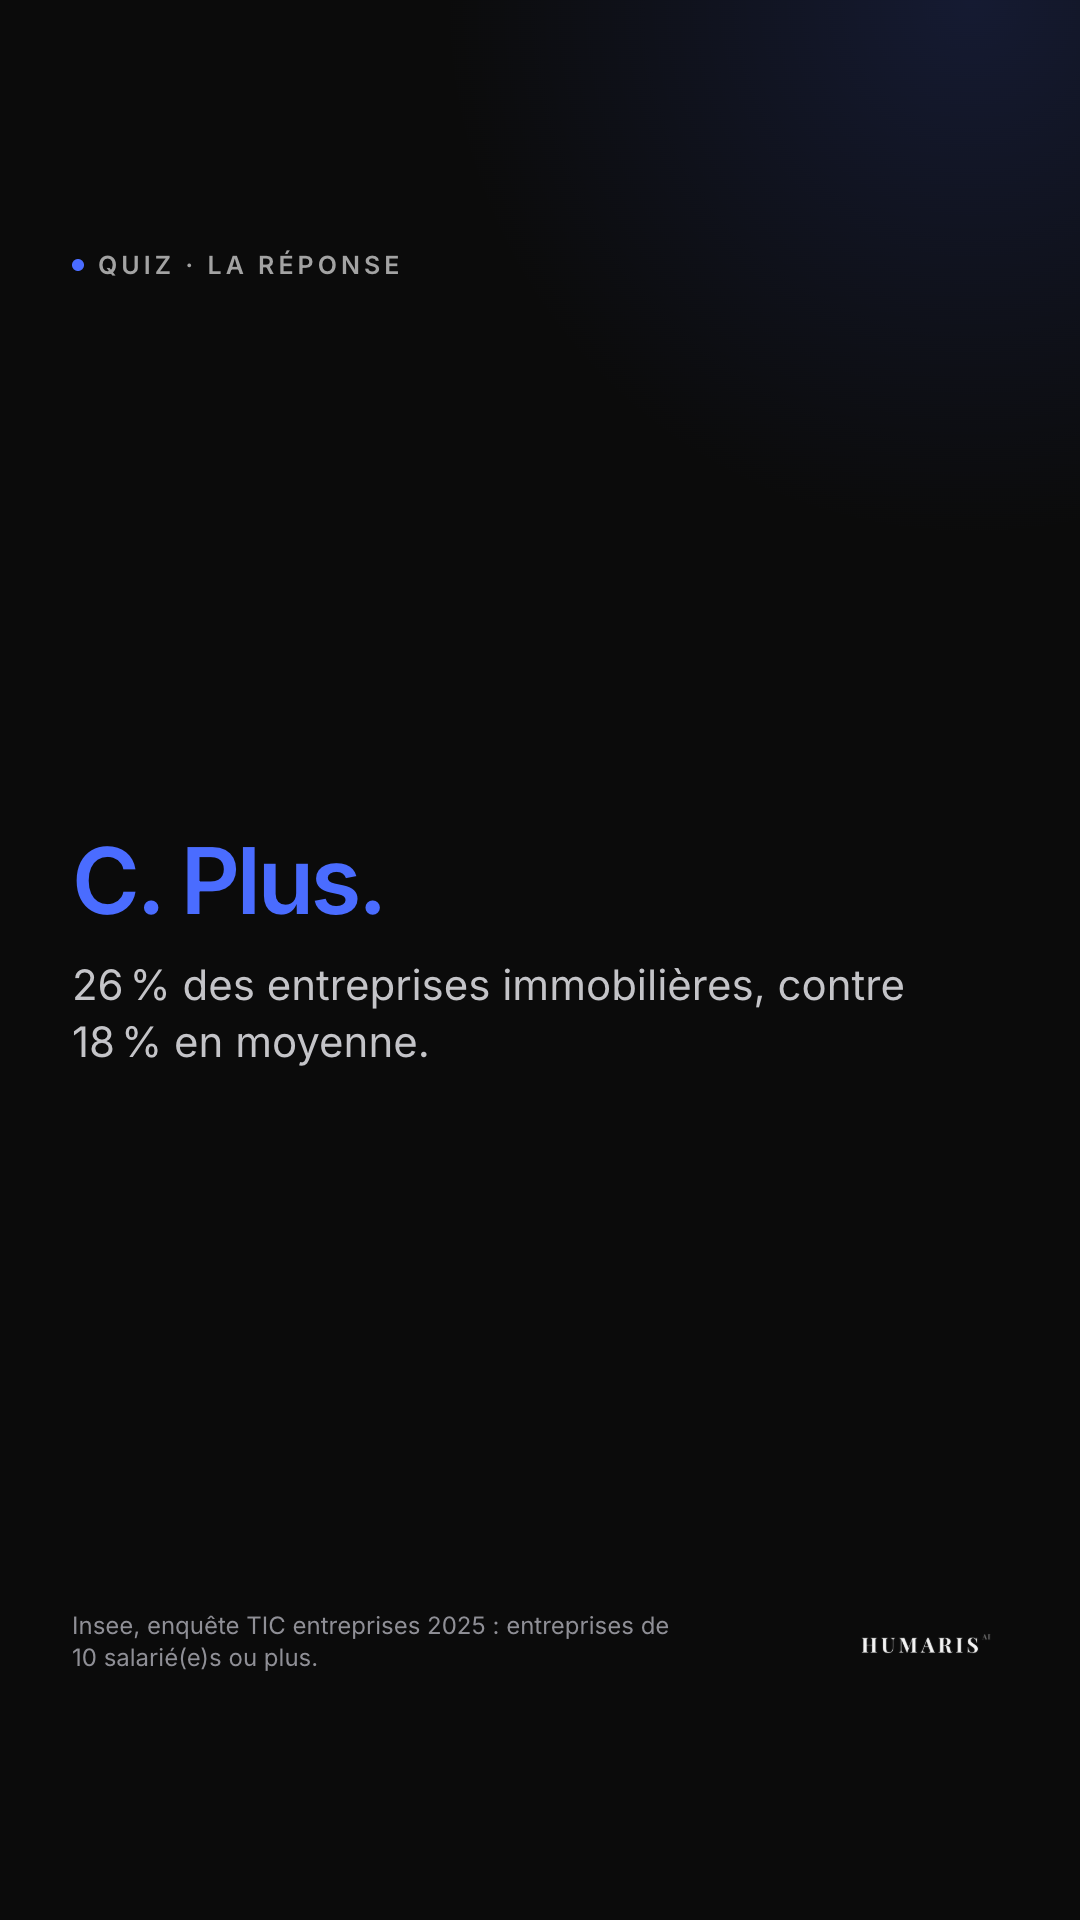 QUIZ · LA RÉPONSE
C. Plus.
26 % des entreprises immobilières, contre
18 % en moyenne.
Insee, enquête TIC entreprises 2025 : entreprises de
10 salarié(e)s ou plus.
HUMARIS AI